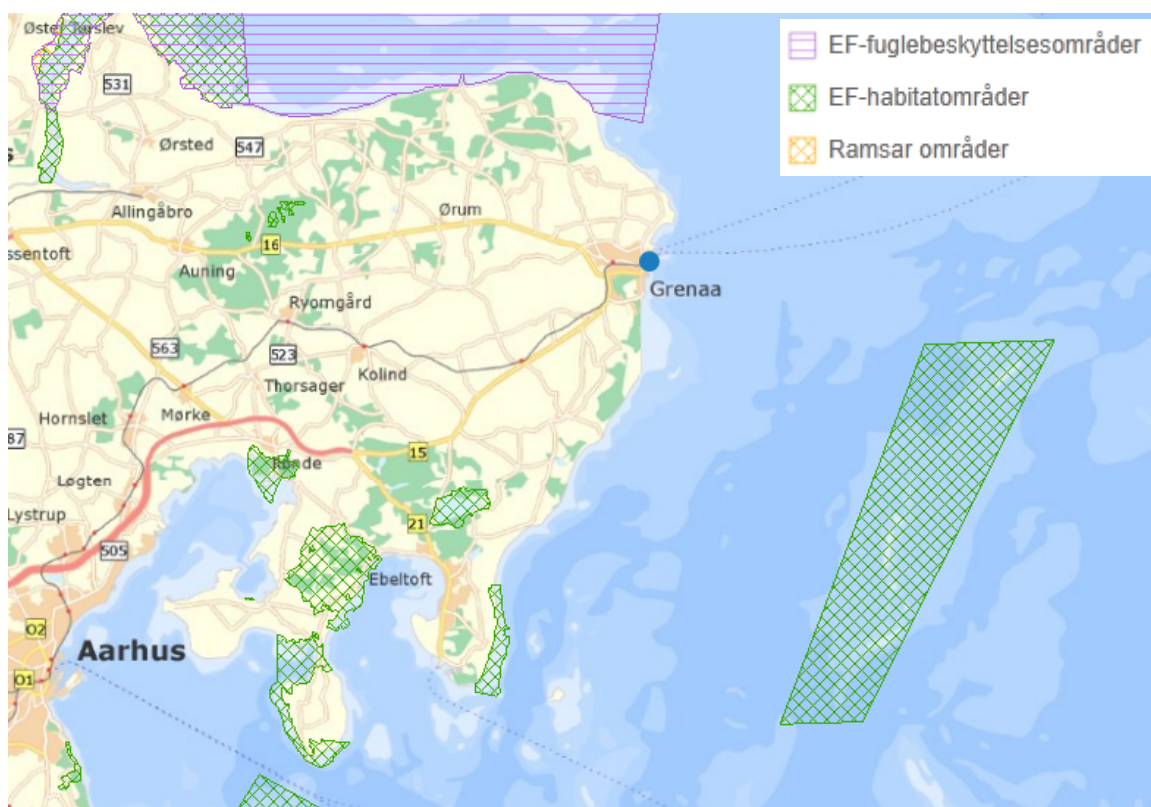 Øster Tørslev
EF-fuglebeskyttelsesområder
EF-habitatområder
Ramsar områder
531
Ørsted
547
Allingåbro
Ørum
16
ssentoft
Auning
Grenaa
Ryomgård
563
523
Kolind
Thorsager
Hornslet
Mørke
87
15
Rønde
Løgten
Lystrup
21
505
Ebeltoft
O2
Aarhus
O1